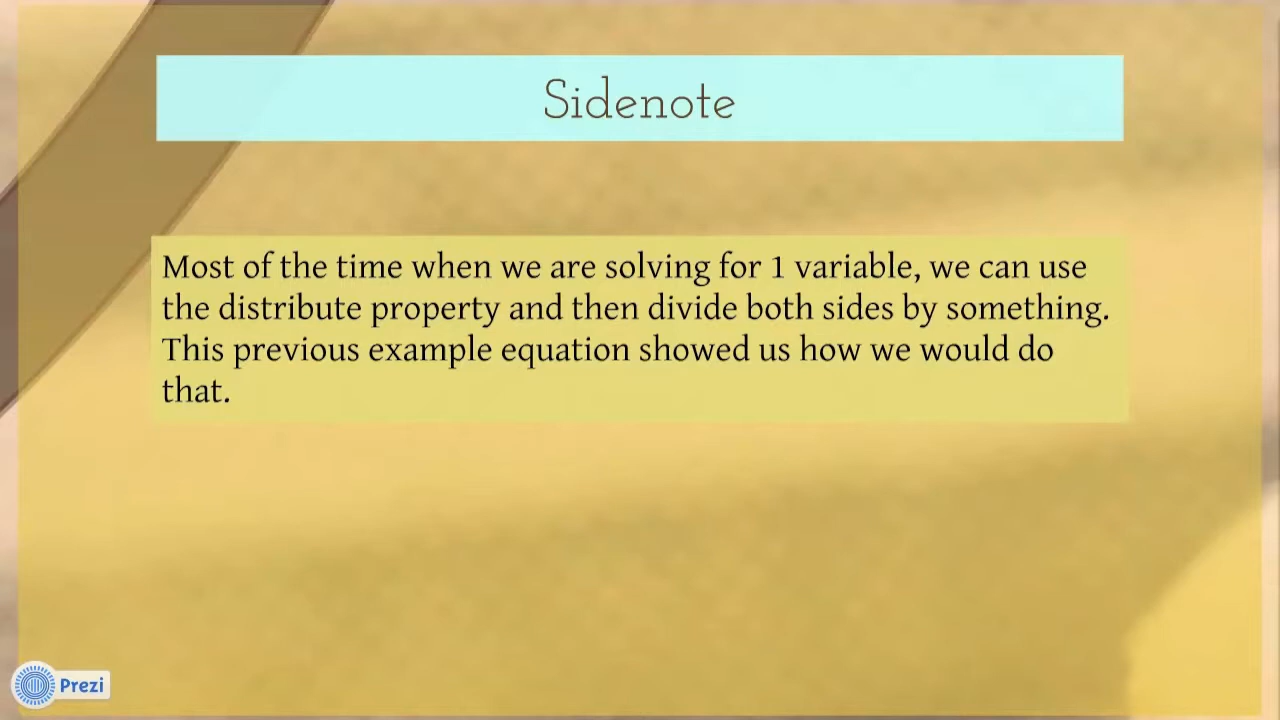 Sidenote
Most of the time when we are solving for 1 variable, we can use
the distribute property and then divide both sides by something.
This previous example equation showed us how we would do
that.
Prezi